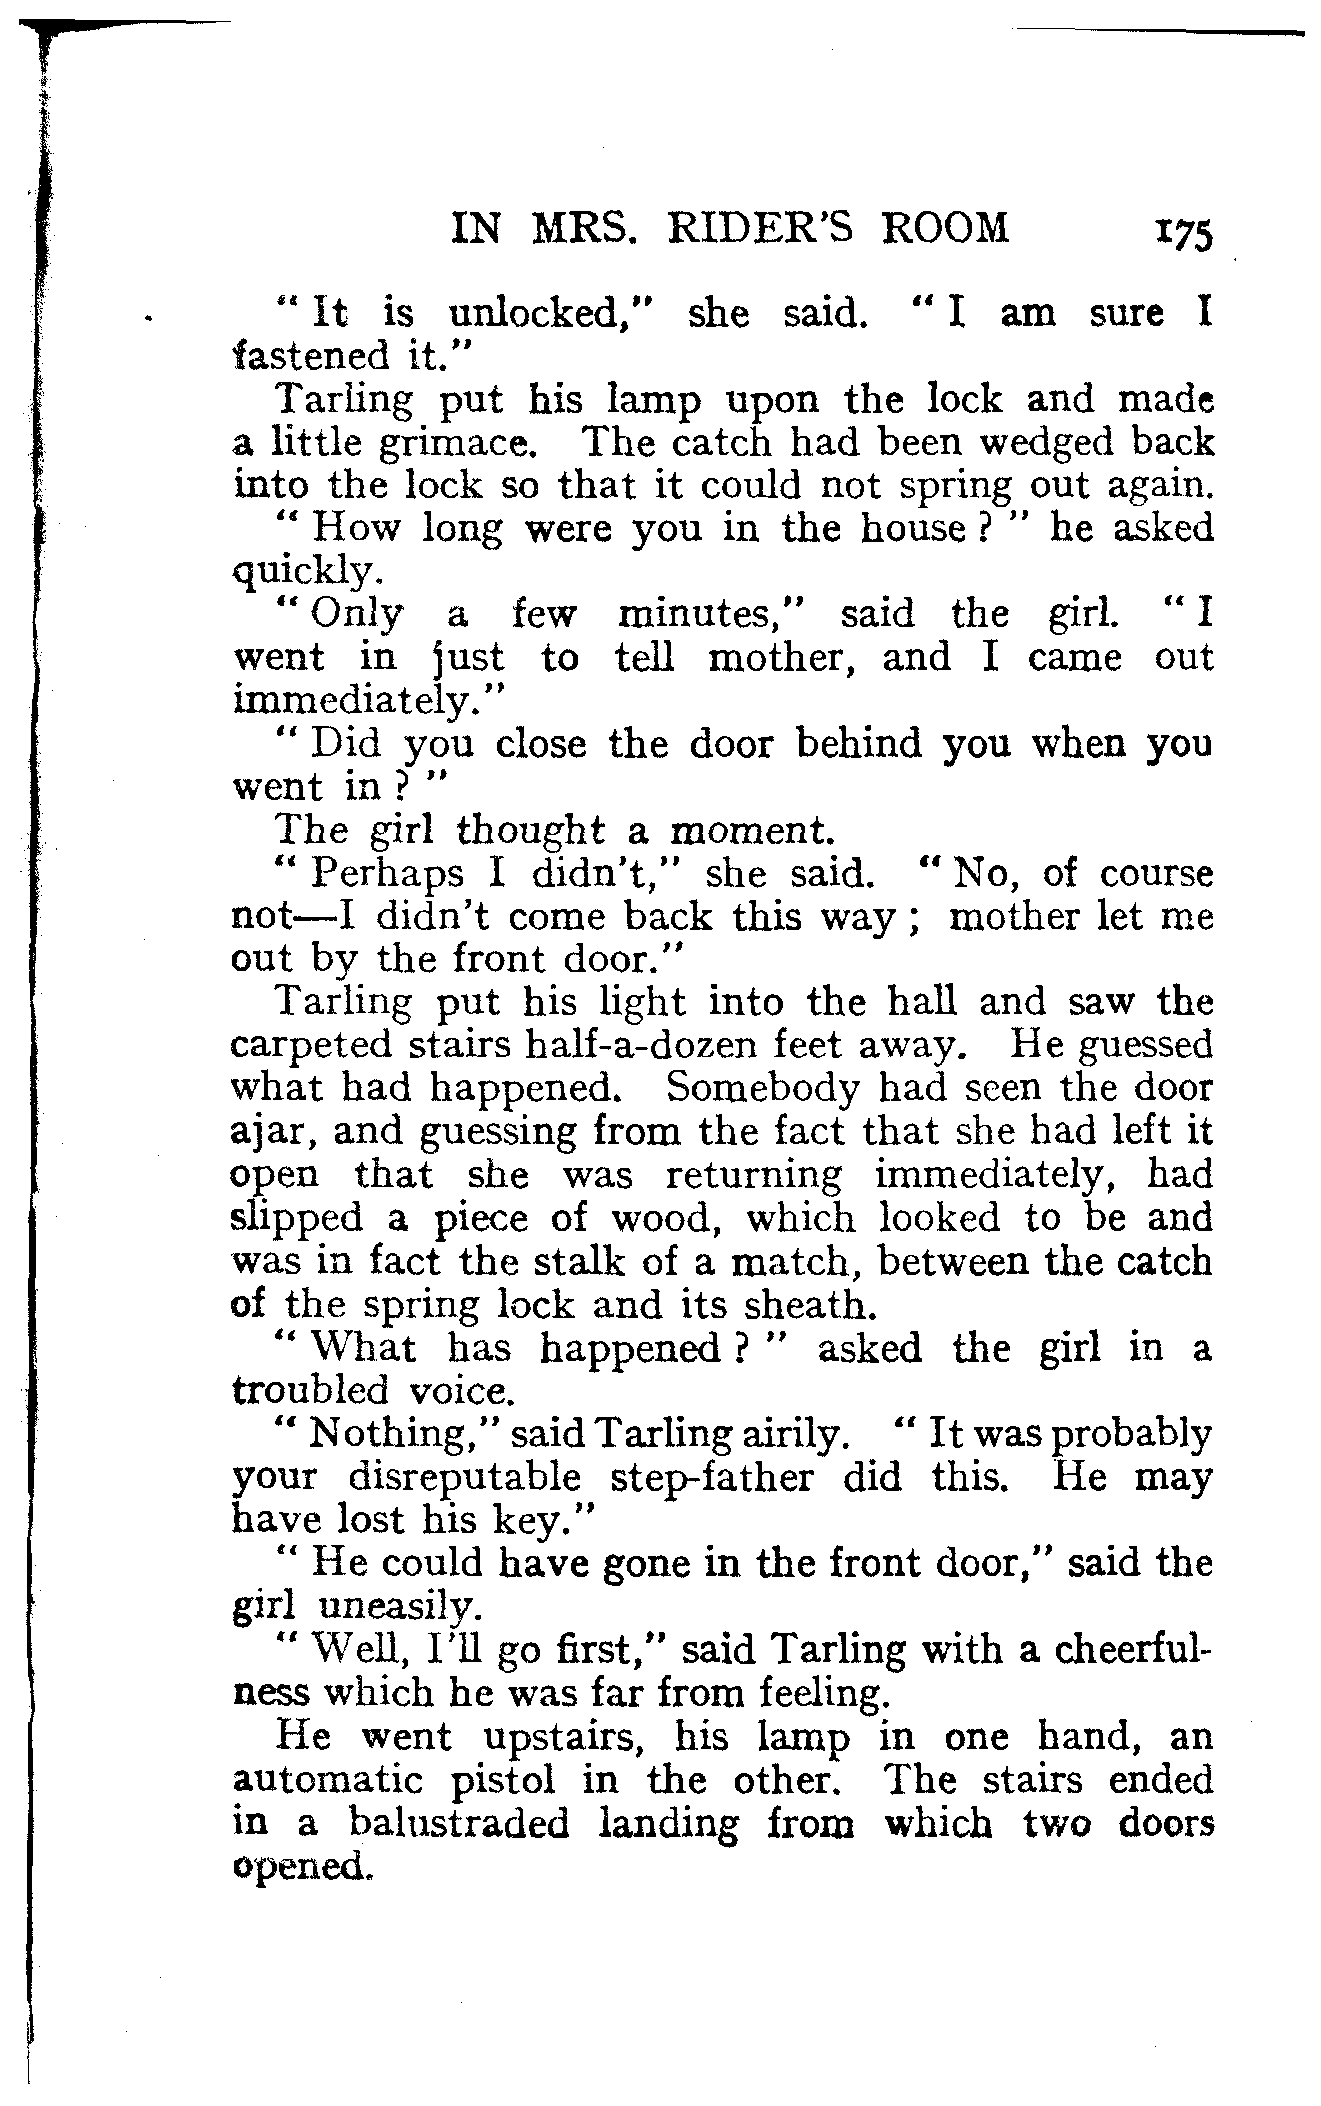 IN MRS. RIDER'S ROOM 175
" It is unlocked," she said. " I am sure I
fastened it."
Tarling put his lamp upon the lock and made
a little grimace. The catch had been wedged back
into the lock so that it could not spring out again.
" How long were you in the house ? " he asked
quickly.
" Only a few minutes," said the girl. " I
went in just to tell mother, and I came out
immediately."
" Did you close the door behind you when you
went in ? "
The girl thought a moment.
" Perhaps I didn't," she said. " No, of course
not—I didn't come back this way ; mother let me
out by the front door."
Tarling put his light into the hall and saw the
carpeted stairs half-a-dozen feet away. He guessed
what had happened. Somebody had seen the door
ajar, and guessing from the fact that she had left it
open that she was returning immediately, had
slipped a piece of wood, which looked to be and
was in fact the stalk of a match, between the catch
of the spring lock and its sheath.
" What has happened ? " asked the girl in a
troubled voice.
" Nothing," said Tarling airily. " It was probably
your disreputable step-father did this. He may
have lost his key."
" He could have gone in the front door," said the
girl uneasily.
" Well, I'll go first," said Tarling with a cheerful-
ness which he was far from feeling.
He went upstairs, his lamp in one hand, an
automatic pistol in the other. The stairs ended
in a balustraded landing from which two doors
opened.